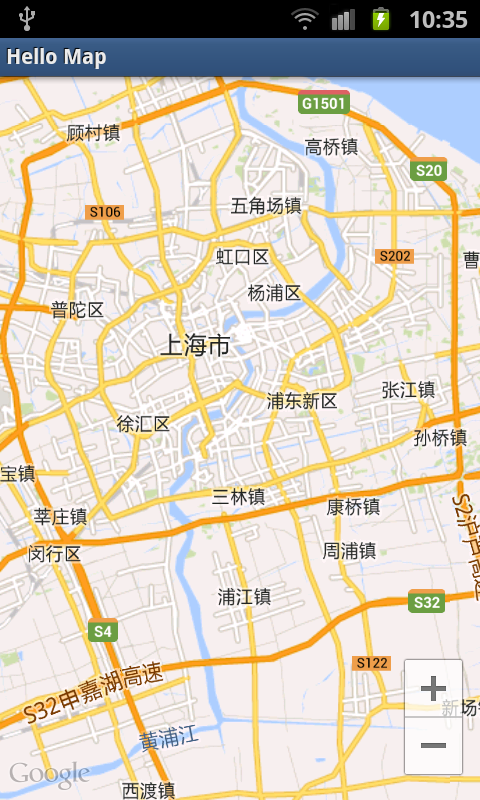 10:35
Hello Map
G1501
顾村镇
高桥镇
S20
S106
五角场镇
虹口区
S202
曹
杨浦区
普陀区
上海市
张江镇
浦东新区
徐汇区
孙桥镇
宝镇
三林镇
康桥镇
莘庄镇
闵行区
周浦镇
浦江镇
S32
S4
S122
S32申嘉湖高速
新场
黄浦江
Google
西渡镇